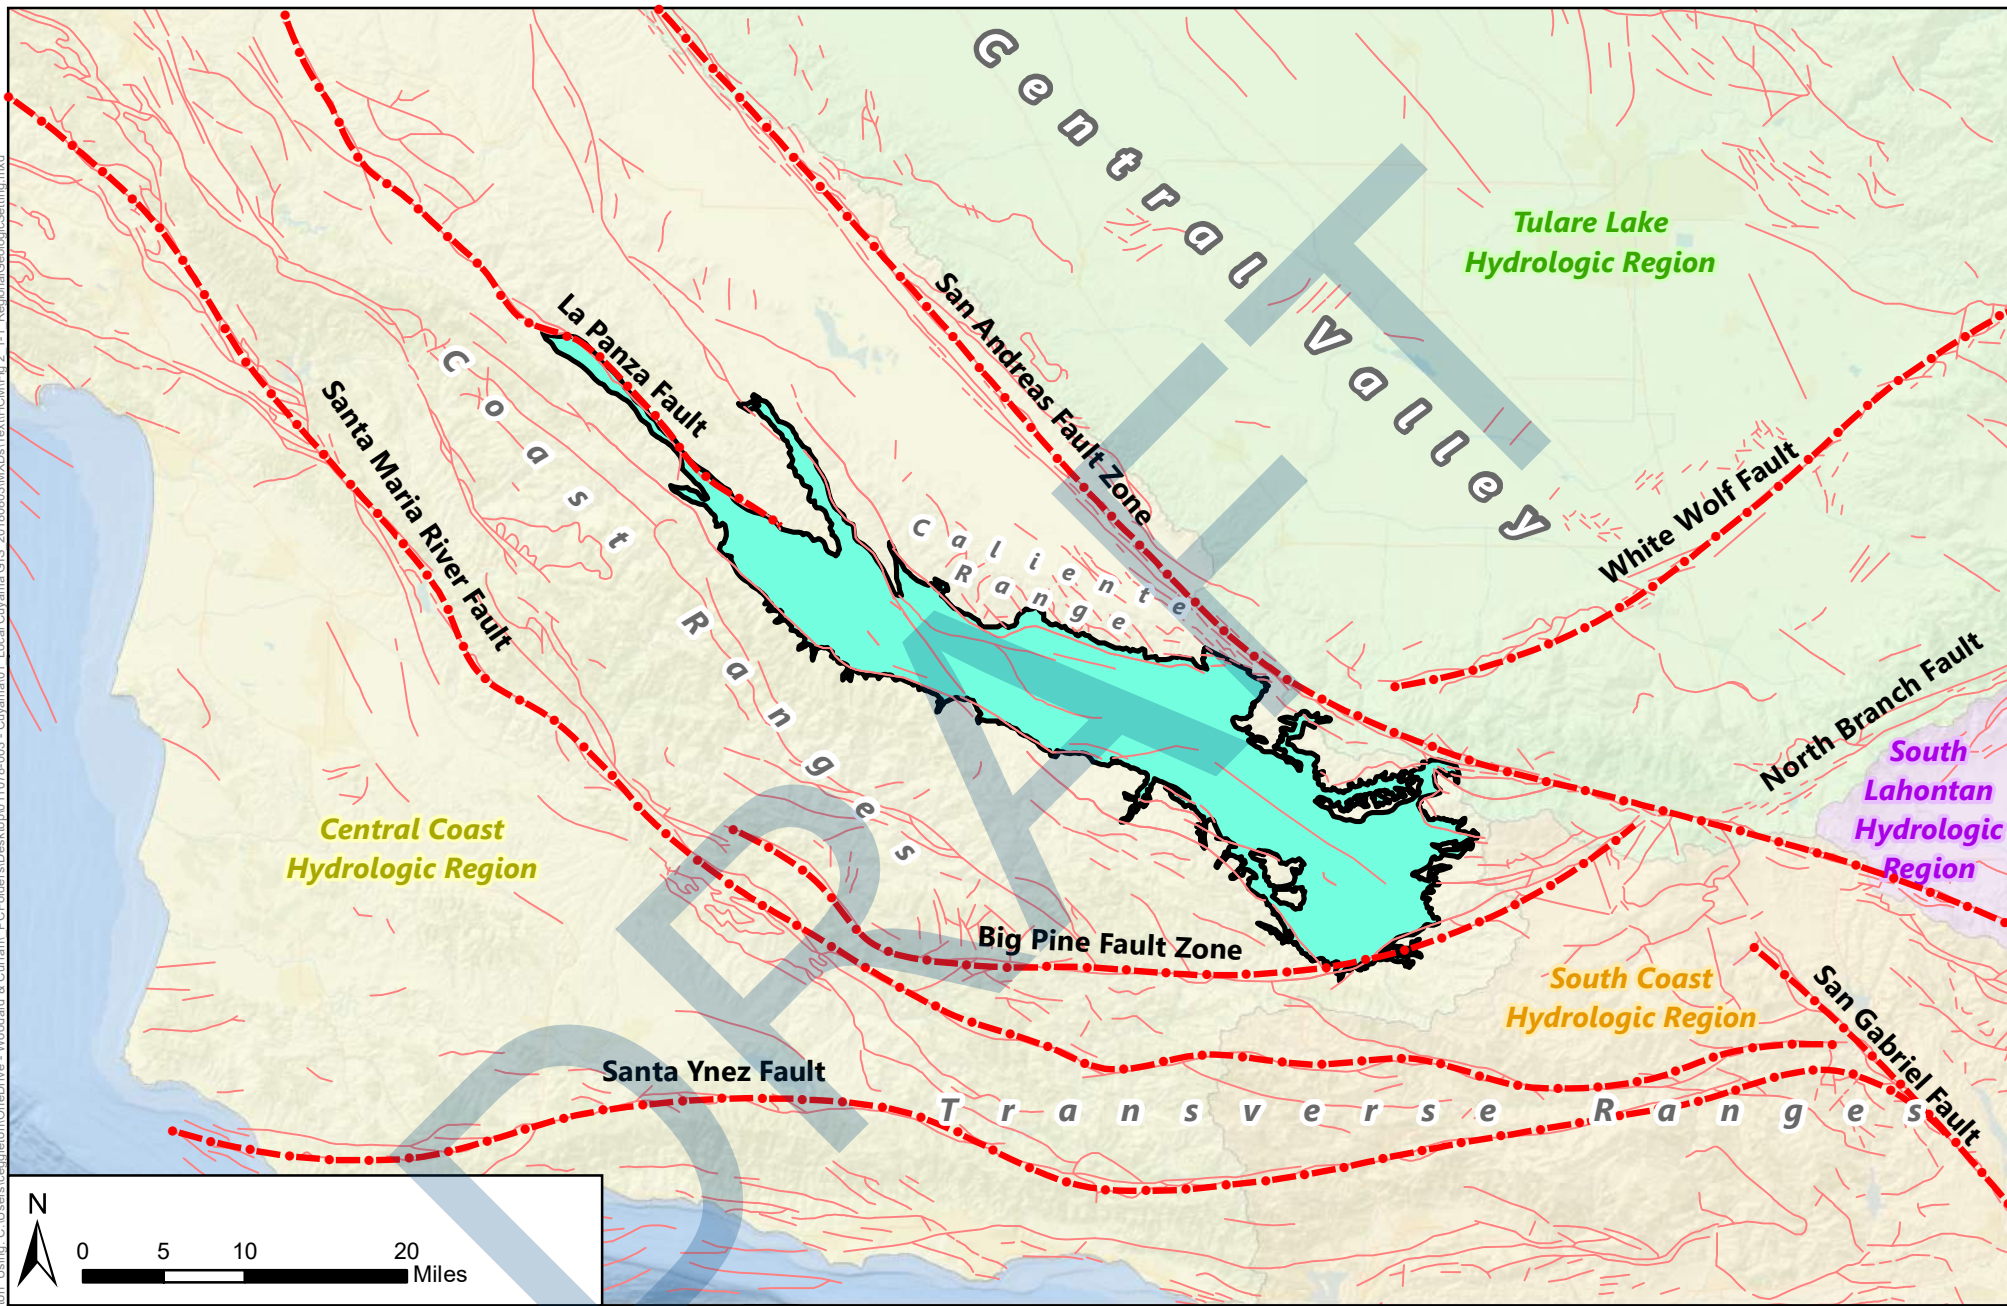 Central Valley
Tulare Lake
Hydrologic Region
San Andreas Fault Zone
La Panza Fault
Santa Maria River Fault
Coast Ranges
Caliente
Range
White Wolf Fault
North Branch Fault
South
Lahontan
Hydrologic
Region
Central Coast
Hydrologic Region
Big Pine Fault Zone
South Coast
Hydrologic Region
San Gabriel Fault
Santa Ynez Fault
Transverse Ranges
DRAFT
N
0 5 10 20
Miles